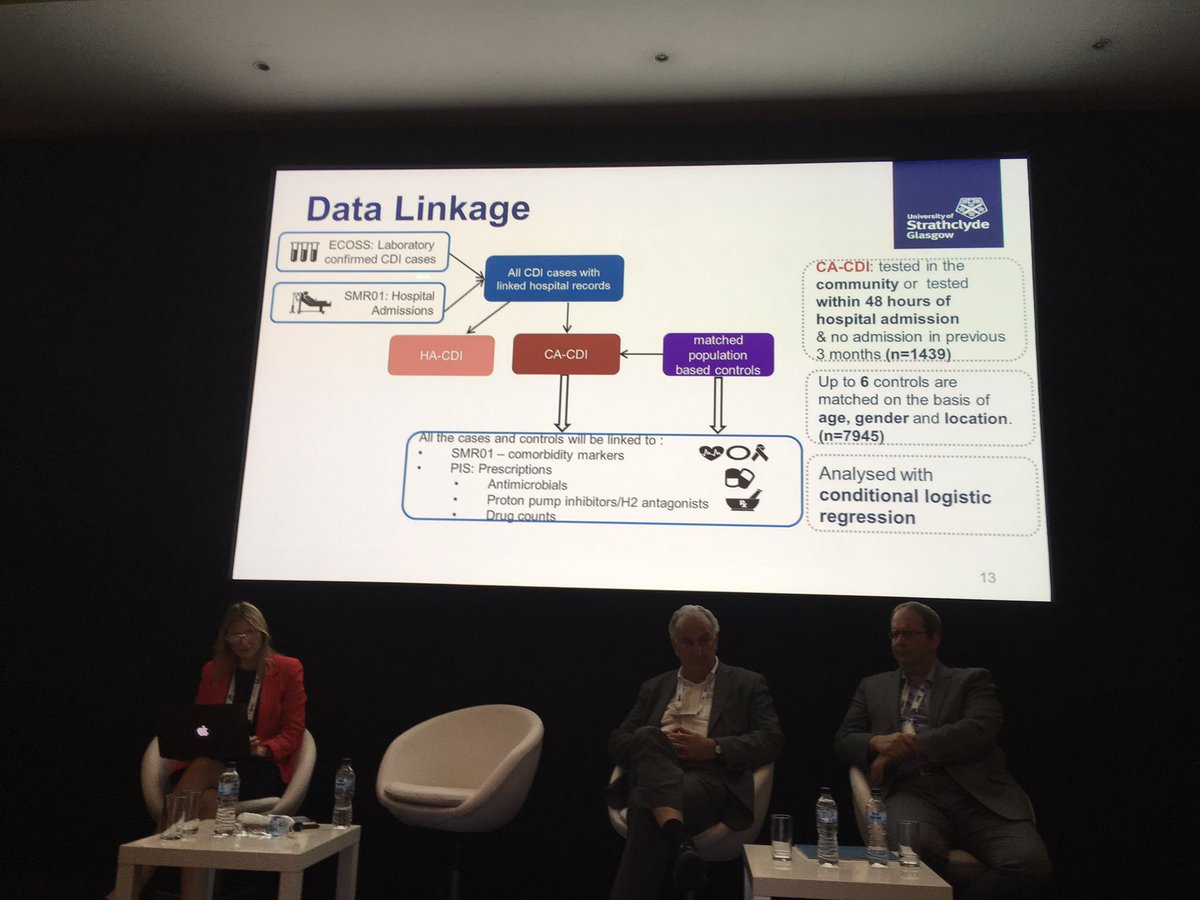 Data Linkage
University of
Strathclyde
Glasgow
ECOSS: Laboratory
confirmed CDI cases
SMR01: Hospital
Admissions
All CDI cases with
linked hospital records
HA-CDI
CA-CDI
matched
population
based controls
All the cases and controls will be linked to :
• SMR01 – comorbidity markers
• PIS: Prescriptions
• Antimicrobials
• Proton pump inhibitors/H2 antagonists
• Drug counts
CA-CDI: tested in the
community or tested
within 48 hours of
hospital admission
& no admission in previous
3 months (n=1439)
Up to 6 controls are
matched on the basis of
age, gender and location.
(n=7945)
Analysed with
conditional logistic
regression
13